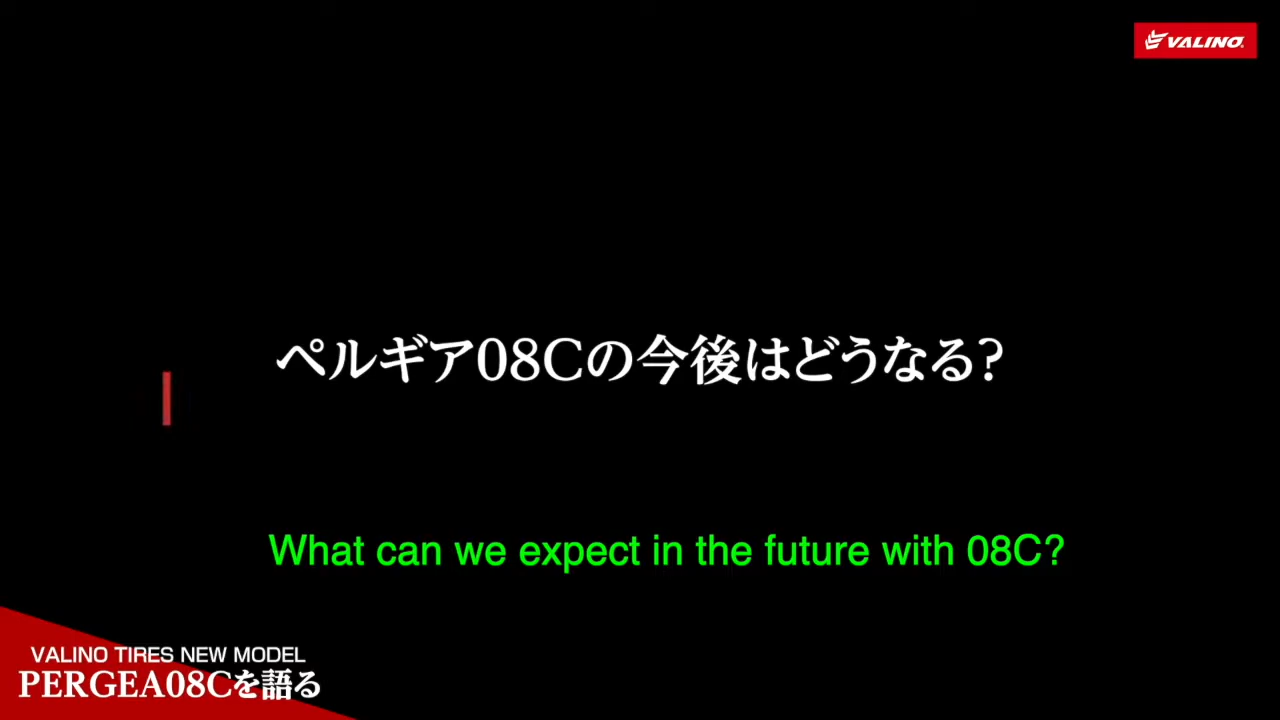 VALINO
ペルギア08Cの今後はどうなる?
What can we expect in the future with 08C?
VALINO TIRES NEW MODEL
PERGEA08Cを語る